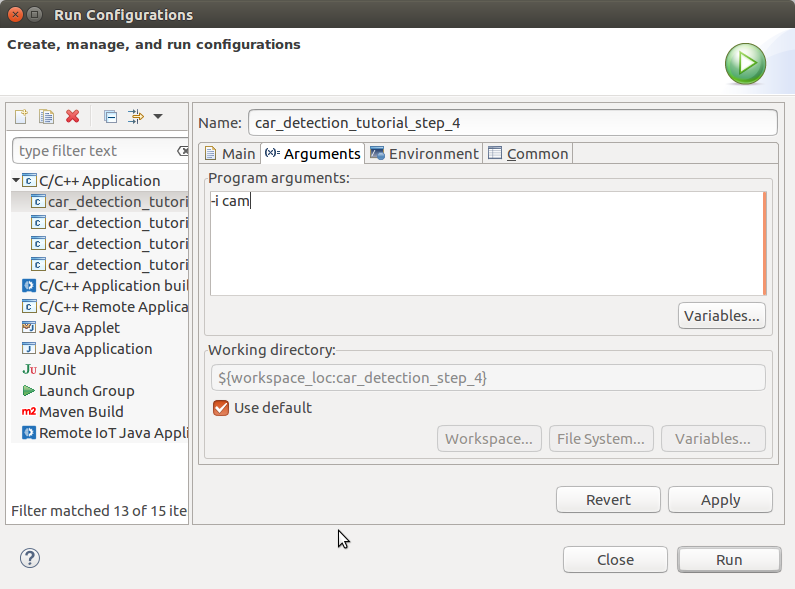 Run Configurations
Create, manage, and run configurations
type filter text
C/C++ Application
car_detection_tutori
car_detection_tutori
car_detection_tutori
car_detection_tutori
C/C++ Application buil
C/C++ Remote Applica
Java Applet
Java Application
Ju JUnit
Launch Group
m2 Maven Build
Remote IoT Java Appli
Filter matched 13 of 15 ite
Name: car_detection_tutorial_step_4
Main (x)= Arguments Environment Common
Program arguments:
-i cam
Variables...
Working directory:
${workspace_loc:car_detection_step_4}
Use default
Workspace... File System... Variables...
Revert Apply
? Close Run